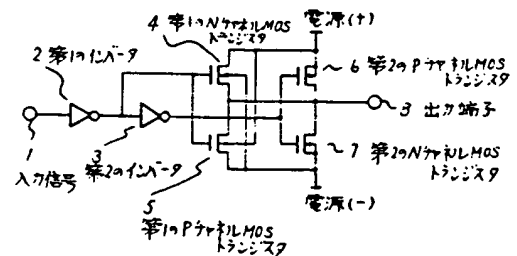 4 第1のNチャネルMOS
トランジスタ
電源(+)
2 第1のインバータ
6 第2のPチャネルMOS
トランジスタ
3 出力端子
1
入力信号
3
第2のインバータ
7 第2のNチャネルMOS
トランジスタ
5
第1のPチャネルMOS
トランジスタ
電源(-)